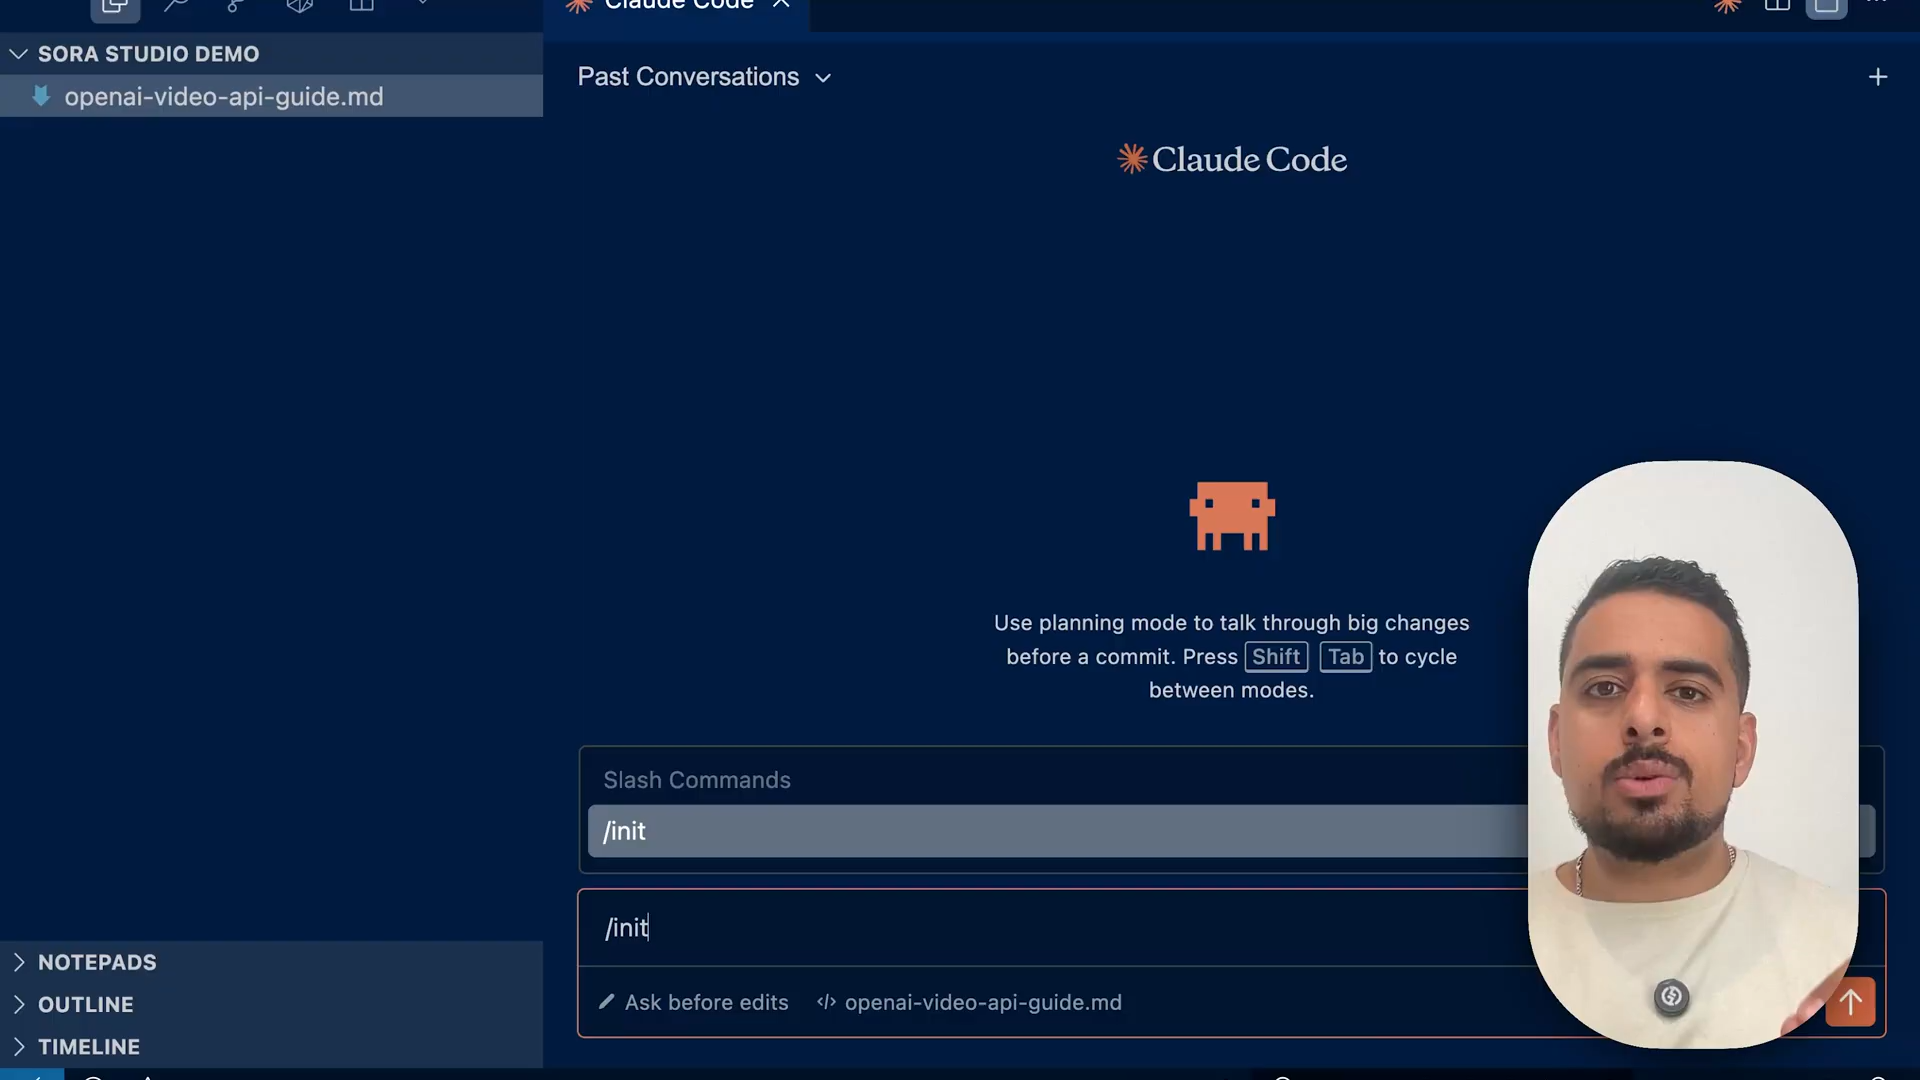 Claude Code
SORA STUDIO DEMO
openai-video-api-guide.md
Past Conversations
Claude Code
Use planning mode to talk through big changes
before a commit. Press Shift Tab to cycle
between modes.
Slash Commands
/init
/init
Ask before edits
openai-video-api-guide.md
NOTEPADS
OUTLINE
TIMELINE